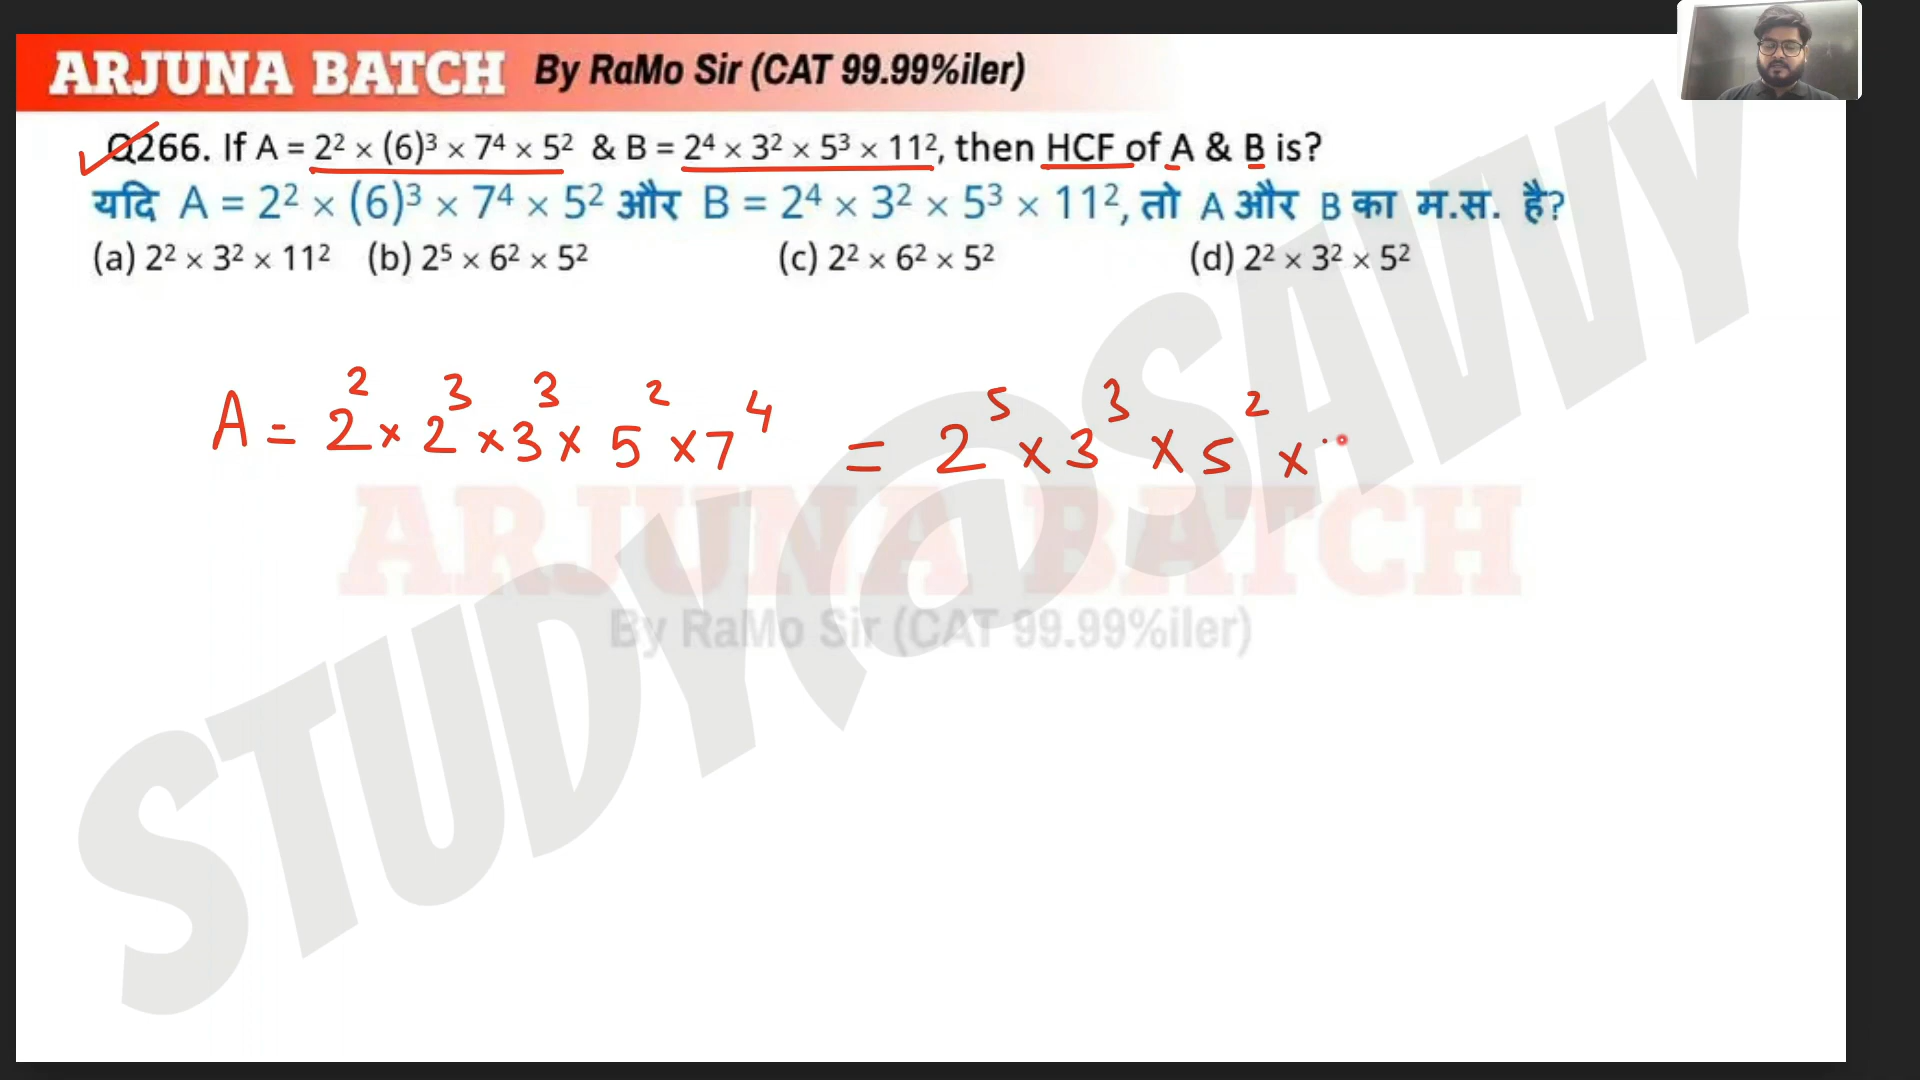 ARJUNA BATCH By RaMo Sir (CAT 99.99%iler)
Q266. If A = 2² × (6)³ × 7⁴ × 5² & B = 2⁴ × 3² × 5³ × 11², then HCF of A & B is?
यदि A = 2² × (6)³ × 7⁴ × 5² और B = 2⁴ × 3² × 5³ × 11², तो A और B का म.स. है?
(a) 2² × 3² × 11² (b) 2⁵ × 6² × 5² (c) 2² × 6² × 5² (d) 2² × 3² × 5²
A = 2² × 2³ × 3³ × 5² × 7⁴ = 2⁵ × 3³ × 5² ×
ARJUNA BATCH
By RaMo Sir (CAT 99.99%iler)
STUDY@SAVVY